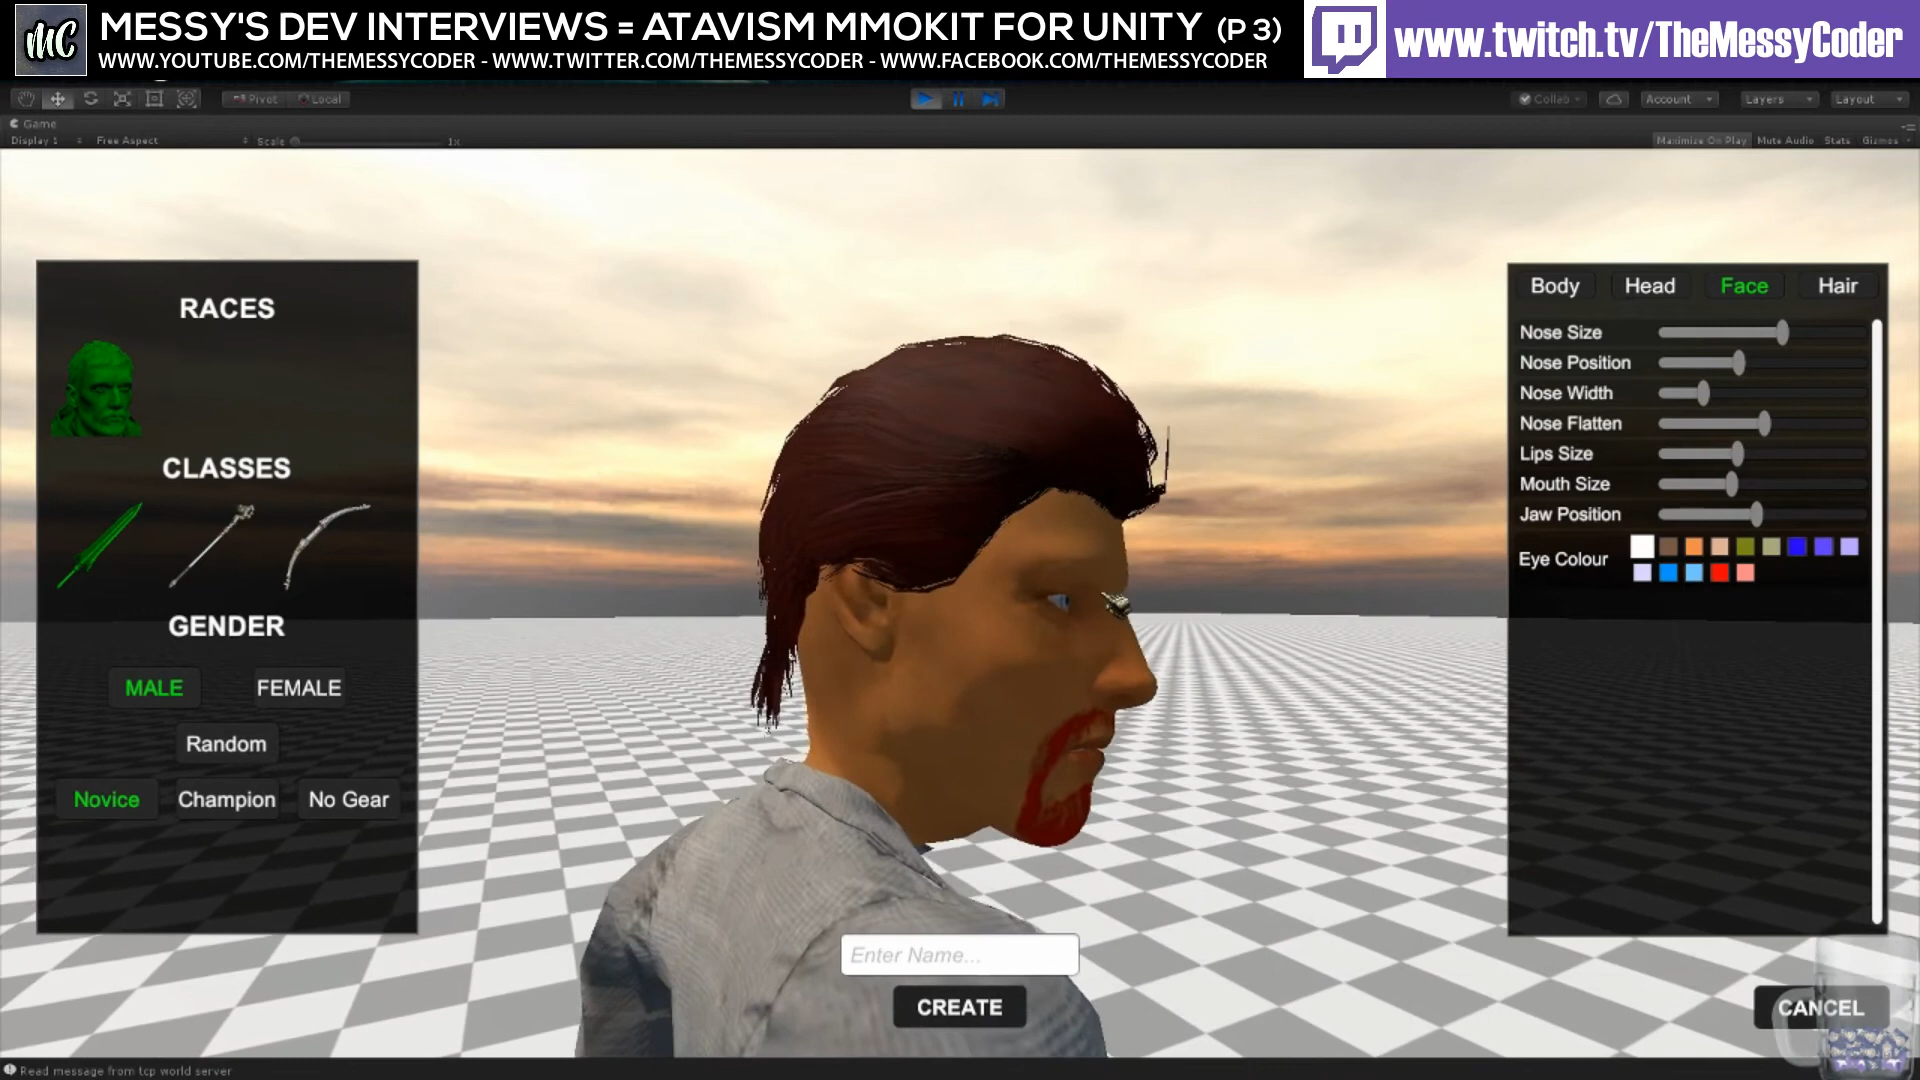 MC
MESSY'S DEV INTERVIEWS = ATAVISM MMOKIT FOR UNITY (P 3)
WWW.YOUTUBE.COM/THEMESSYCODER - WWW.TWITTER.COM/THEMESSYCODER - WWW.FACEBOOK.COM/THEMESSYCODER
www.twitch.tv/TheMessyCoder
Pivot Local Collab Account Layers Layout
Game
Display 1 Free Aspect Scale 1x Maximize On Play Mute Audio Stats Gizmos
RACES
CLASSES
GENDER
MALE FEMALE
Random
Novice Champion No Gear
Body Head Face Hair
Nose Size
Nose Position
Nose Width
Nose Flatten
Lips Size
Mouth Size
Jaw Position
Eye Colour
Enter Name...
CREATE
CANCEL
Read message from tcp world server